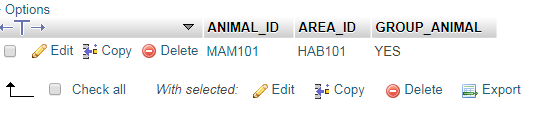 + Options
ANIMAL_ID AREA_ID GROUP_ANIMAL
Edit Copy Delete MAM101 HAB101 YES
Check all With selected: Edit Copy Delete Export